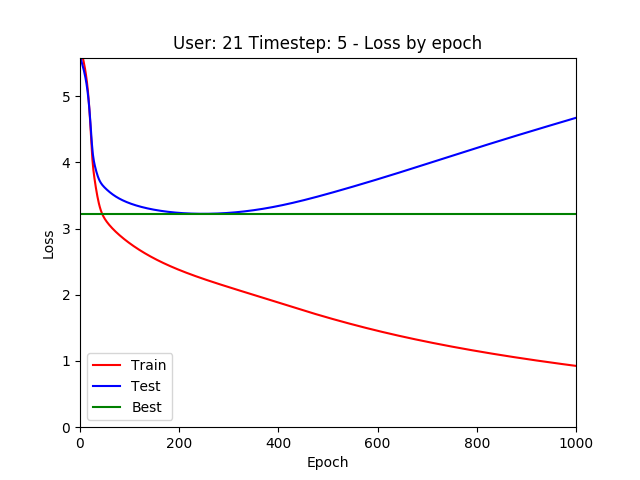 User: 21 Timestep: 5 - Loss by epoch
5
4
3
2
1
0
Loss
Train
Test
Best
0 200 400 600 800 1000
Epoch